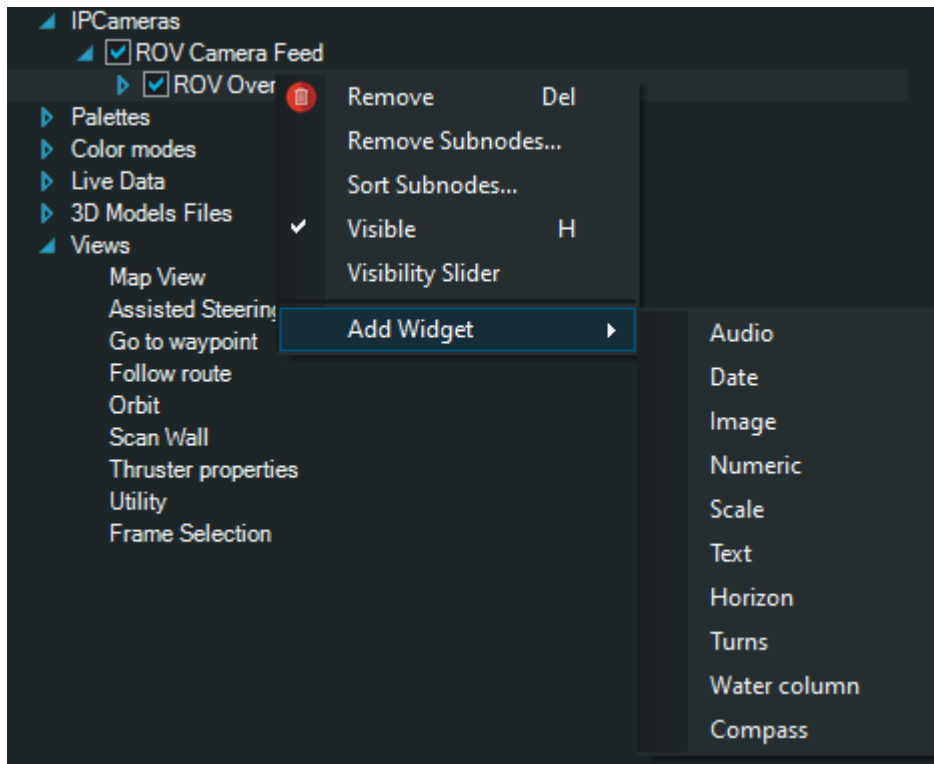 IPCameras
ROV Camera Feed
ROV Over
Palettes
Color modes
Live Data
3D Models Files
Views
Map View
Assisted Steering
Go to waypoint
Follow route
Orbit
Scan Wall
Thruster properties
Utility
Frame Selection
Remove Del
Remove Subnodes...
Sort Subnodes...
Visible H
Visibility Slider
Add Widget
Audio
Date
Image
Numeric
Scale
Text
Horizon
Turns
Water column
Compass